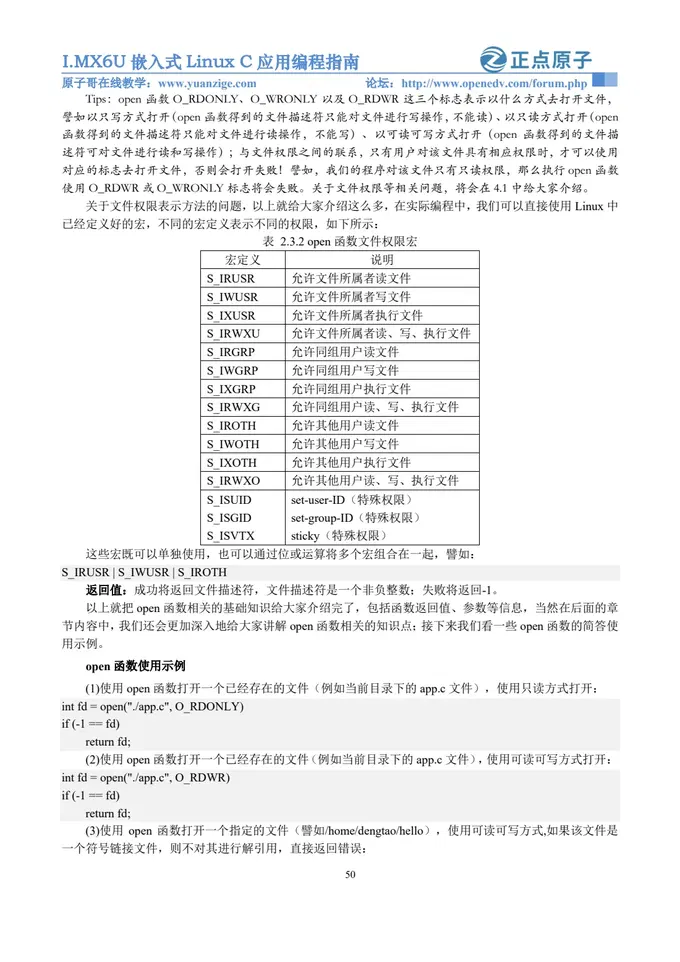 I.MX6U 嵌入式 Linux C 应用编程指南
正点原子
原子哥在线教学：www.yuanzige.com 论坛：http://www.openedv.com/forum.php
Tips：open 函数 O_RDONLY、O_WRONLY 以及 O_RDWR 这三个标志表示以什么方式去打开文件，
譬如以只写方式打开（open 函数得到的文件描述符只能对文件进行写操作，不能读）、以只读方式打开（open
函数得到的文件描述符只能对文件进行读操作，不能写）、以可读可写方式打开（open 函数得到的文件描
述符可对文件进行读和写操作）；与文件权限之间的联系，只有用户对该文件具有相应权限时，才可以使用
对应的标志去打开文件，否则会打开失败！譬如，我们的程序对该文件只有只读权限，那么执行 open 函数
使用 O_RDWR 或 O_WRONLY 标志将会失败。关于文件权限等相关问题，将会在 4.1 中给大家介绍。
关于文件权限表示方法的问题，以上就给大家介绍这么多，在实际编程中，我们可以直接使用 Linux 中
已经定义好的宏，不同的宏定义表示不同的权限，如下所示：
表 2.3.2 open 函数文件权限宏
宏定义 说明
S_IRUSR 允许文件所属者读文件
S_IWUSR 允许文件所属者写文件
S_IXUSR 允许文件所属者执行文件
S_IRWXU 允许文件所属者读、写、执行文件
S_IRGRP 允许同组用户读文件
S_IWGRP 允许同组用户写文件
S_IXGRP 允许同组用户执行文件
S_IRWXG 允许同组用户读、写、执行文件
S_IROTH 允许其他用户读文件
S_IWOTH 允许其他用户写文件
S_IXOTH 允许其他用户执行文件
S_IRWXO 允许其他用户读、写、执行文件
S_ISUID set-user-ID（特殊权限）
S_ISGID set-group-ID（特殊权限）
S_ISVTX sticky（特殊权限）
这些宏既可以单独使用，也可以通过位或运算将多个宏组合在一起，譬如：
S_IRUSR | S_IWUSR | S_IROTH
返回值：成功将返回文件描述符，文件描述符是一个非负整数；失败将返回-1。
以上就把 open 函数相关的基础知识给大家介绍完了，包括函数返回值、参数等信息，当然在后面的章
节内容中，我们还会更加深入地给大家讲解 open 函数相关的知识点；接下来我们看一些 open 函数的简答使
用示例。
open 函数使用示例
(1)使用 open 函数打开一个已经存在的文件（例如当前目录下的 app.c 文件），使用只读方式打开：
int fd = open("./app.c", O_RDONLY)
if (-1 == fd)
return fd;
(2)使用 open 函数打开一个已经存在的文件（例如当前目录下的 app.c 文件），使用可读可写方式打开：
int fd = open("./app.c", O_RDWR)
if (-1 == fd)
return fd;
(3)使用 open 函数打开一个指定的文件（譬如/home/dengtao/hello），使用可读可写方式,如果该文件是
一个符号链接文件，则不对其进行解引用，直接返回错误：
50